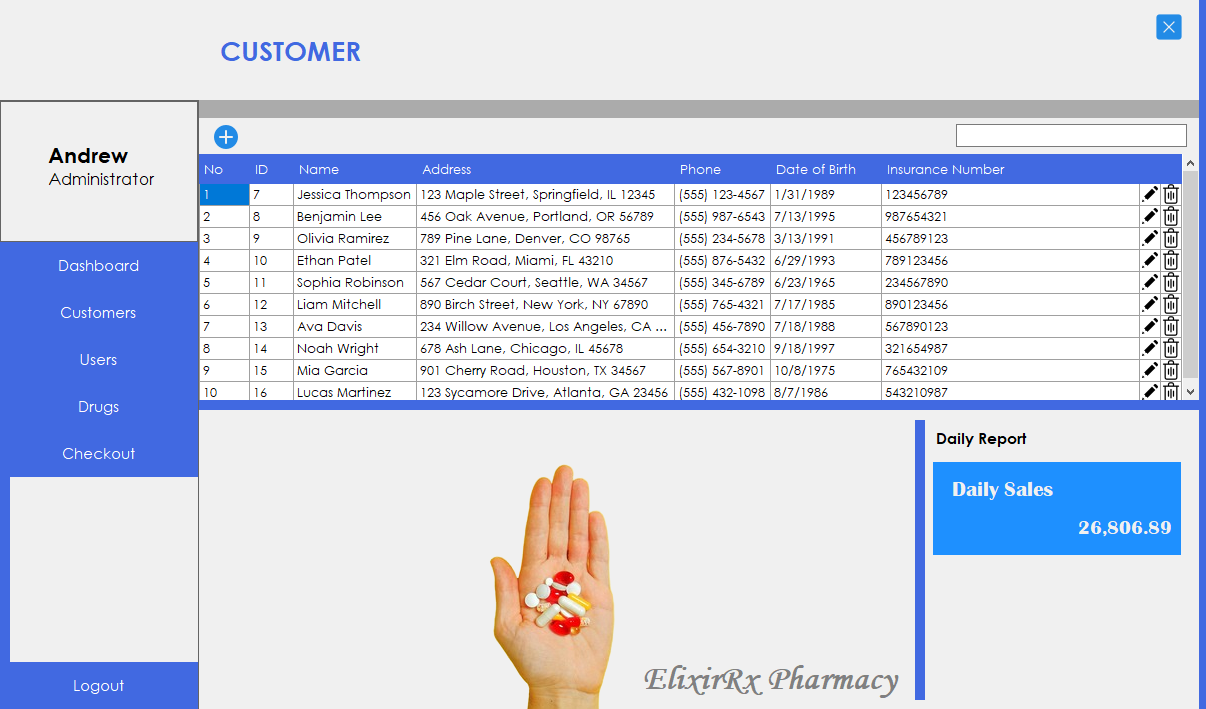 CUSTOMER
Andrew
Administrator
Dashboard
Customers
Users
Drugs
Checkout
Logout
No ID Name Address Phone Date of Birth Insurance Number
1 7 Jessica Thompson 123 Maple Street, Springfield, IL 12345 (555) 123-4567 1/31/1989 123456789
2 8 Benjamin Lee 456 Oak Avenue, Portland, OR 56789 (555) 987-6543 7/13/1995 987654321
3 9 Olivia Ramirez 789 Pine Lane, Denver, CO 98765 (555) 234-5678 3/13/1991 456789123
4 10 Ethan Patel 321 Elm Road, Miami, FL 43210 (555) 876-5432 6/29/1993 789123456
5 11 Sophia Robinson 567 Cedar Court, Seattle, WA 34567 (555) 345-6789 6/23/1965 234567890
6 12 Liam Mitchell 890 Birch Street, New York, NY 67890 (555) 765-4321 7/17/1985 890123456
7 13 Ava Davis 234 Willow Avenue, Los Angeles, CA ... (555) 456-7890 7/18/1988 567890123
8 14 Noah Wright 678 Ash Lane, Chicago, IL 45678 (555) 654-3210 9/18/1997 321654987
9 15 Mia Garcia 901 Cherry Road, Houston, TX 34567 (555) 567-8901 10/8/1975 765432109
10 16 Lucas Martinez 123 Sycamore Drive, Atlanta, GA 23456 (555) 432-1098 8/7/1986 543210987
ElixirRx Pharmacy
Daily Report
Daily Sales
26,806.89